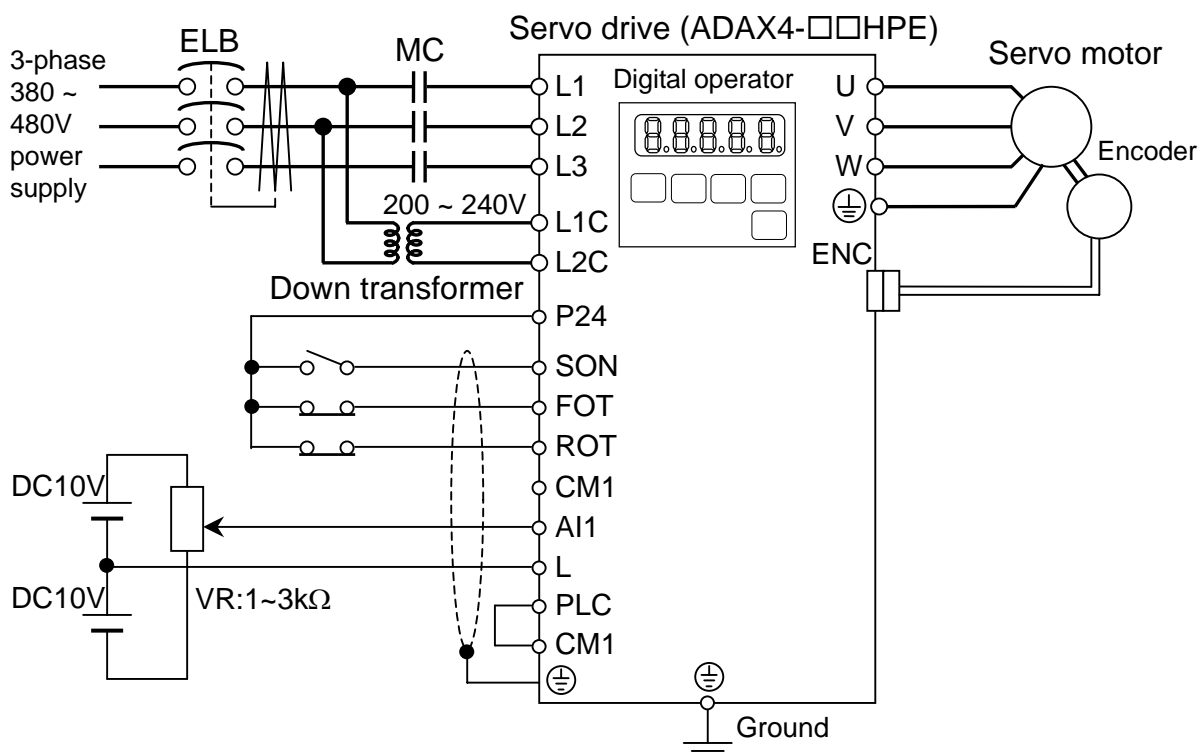 Servo drive (ADAX4-□□HPE)
3-phase
380 ~
480V
power
supply
ELB
MC
L1
L2
L3
200 ~ 240V
L1C
L2C
Down transformer
P24
SON
FOT
ROT
CM1
AI1
L
PLC
CM1
DC10V
DC10V
VR:1~3kΩ
Digital operator
8.8.8.8.8.
U
V
W
ENC
Servo motor
Encoder
Ground